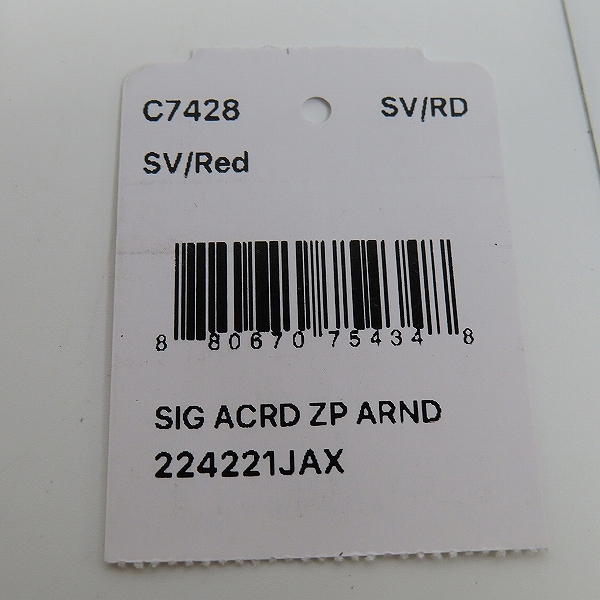 C7428 SV/RD
SV/Red
8 80670 75434 8
SIG ACRD ZP ARND
224221JAX